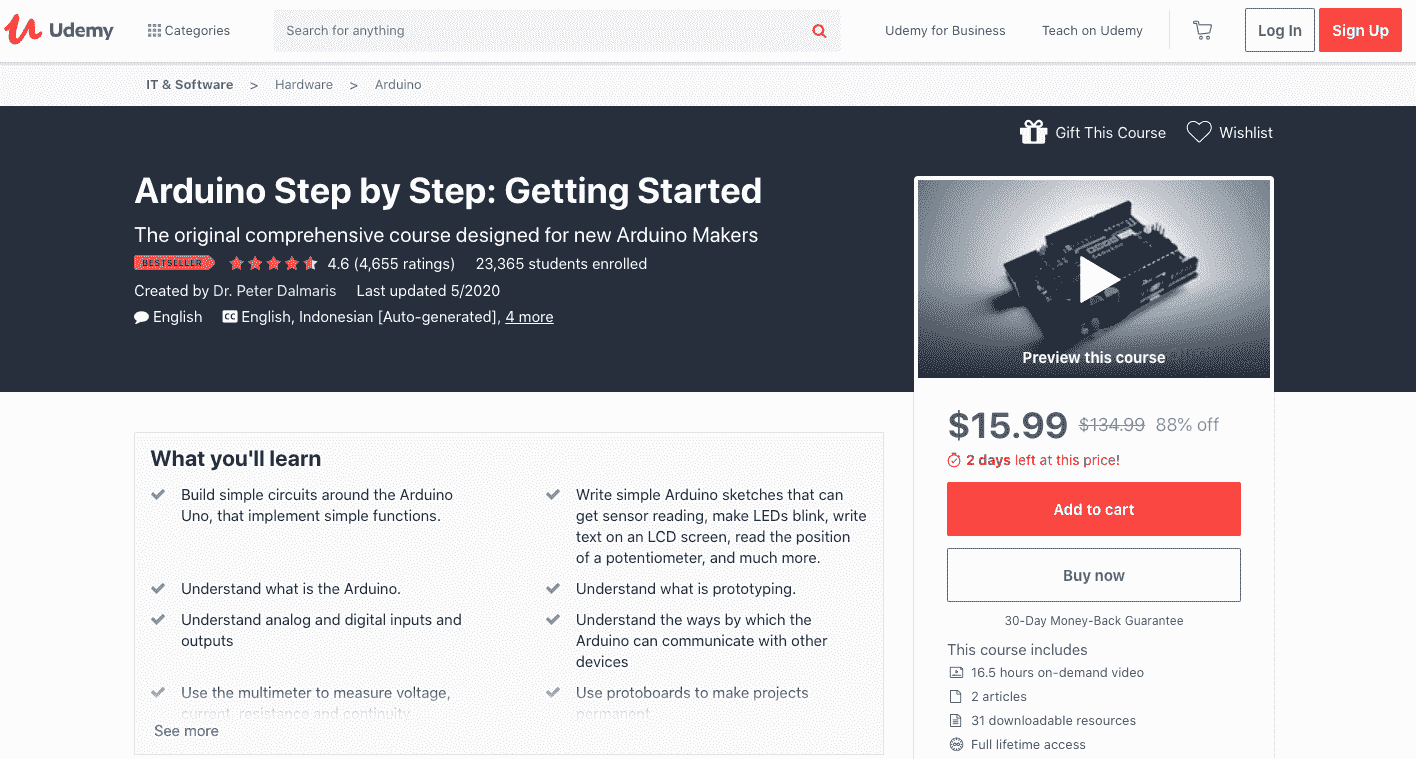 Udemy
Categories
Search for anything
Udemy for Business
Teach on Udemy
Log In
Sign Up
IT & Software > Hardware > Arduino
Gift This Course
Wishlist
Arduino Step by Step: Getting Started
The original comprehensive course designed for new Arduino Makers
BESTSELLER 4.6 (4,655 ratings) 23,365 students enrolled
Created by Dr. Peter Dalmaris Last updated 5/2020
English CC English, Indonesian [Auto-generated], 4 more
Preview this course
$15.99 $134.99 88% off
2 days left at this price!
Add to cart
Buy now
30-Day Money-Back Guarantee
This course includes
16.5 hours on-demand video
2 articles
31 downloadable resources
Full lifetime access
What you'll learn
Build simple circuits around the Arduino
Uno, that implement simple functions.
Write simple Arduino sketches that can
get sensor reading, make LEDs blink, write
text on an LCD screen, read the position
of a potentiometer, and much more.
Understand what is the Arduino.
Understand what is prototyping.
Understand analog and digital inputs and
outputs
Understand the ways by which the
Arduino can communicate with other
devices
Use the multimeter to measure voltage,
current, resistance and continuity
Use protoboards to make projects
permanent
See more